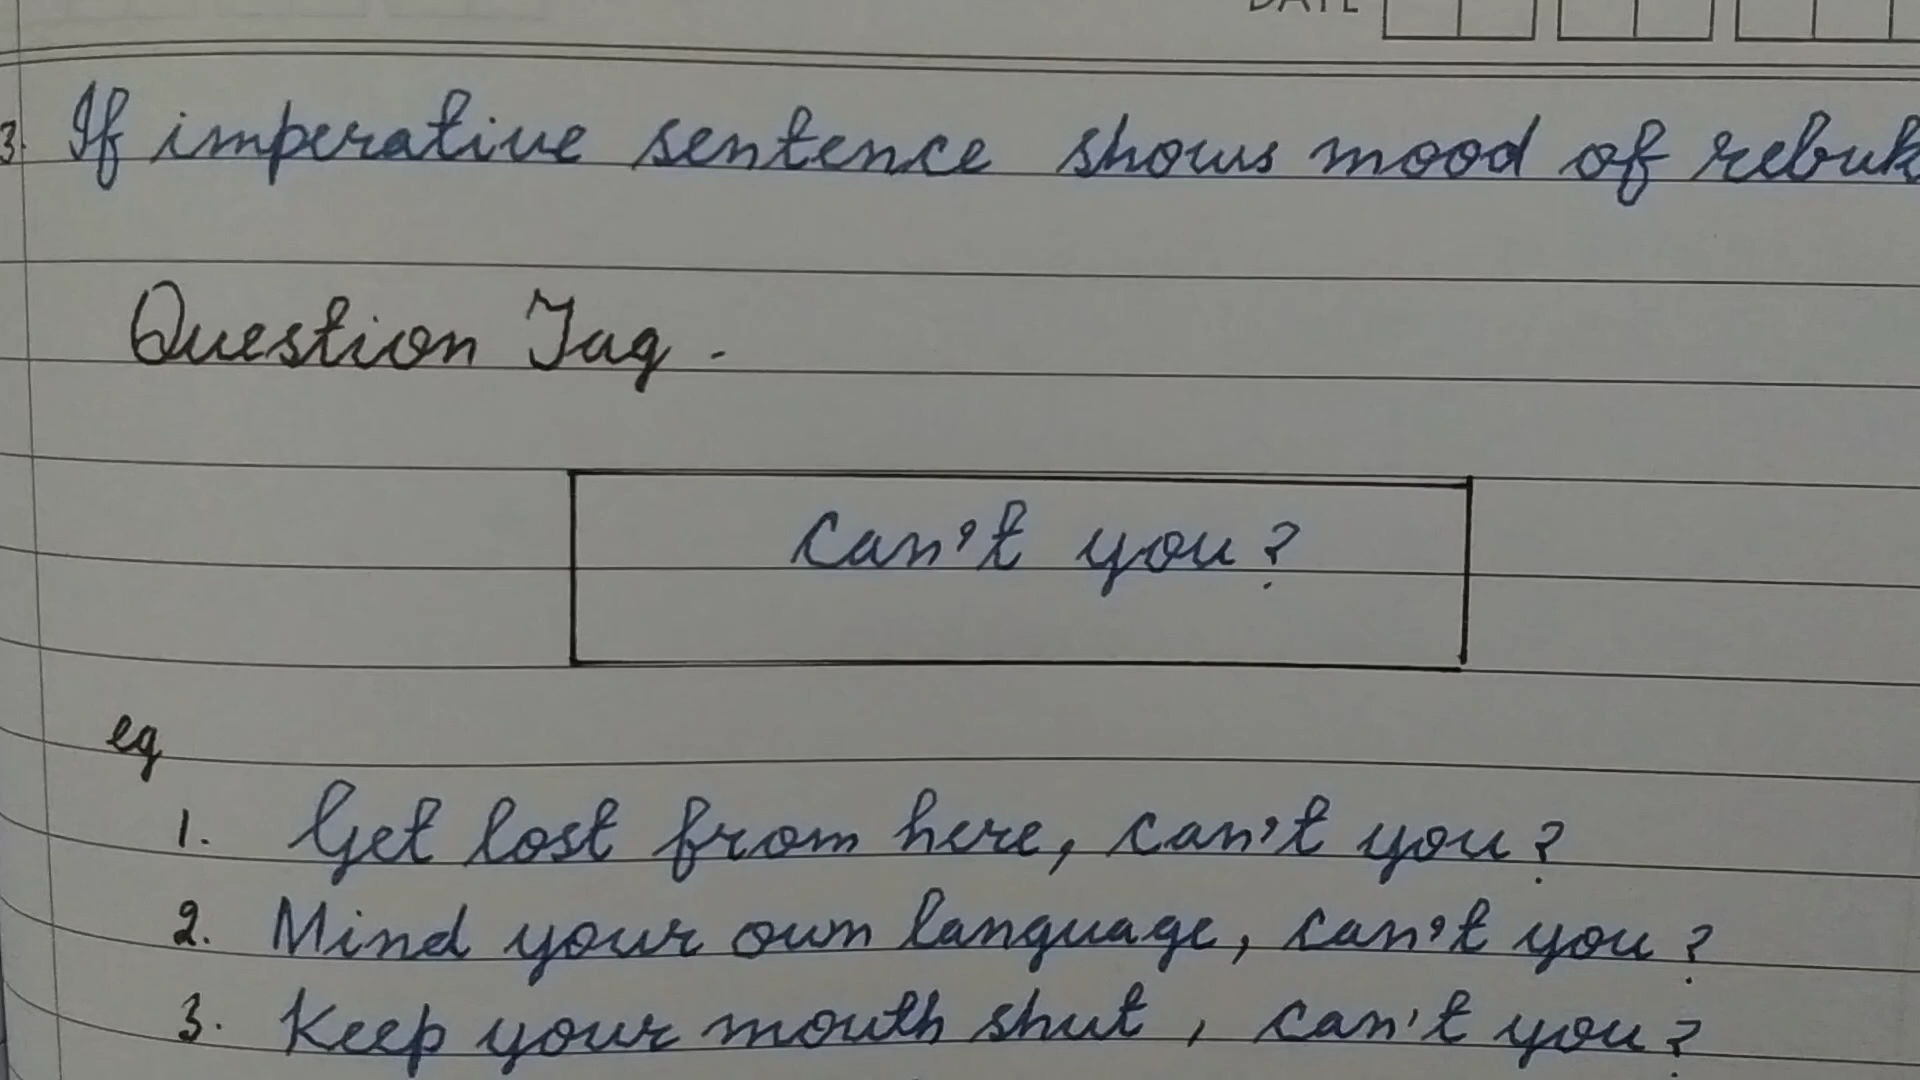 DATE
3. If imperative sentence shows mood of rebuk
Question Tag -
can't you?
eg
1. Get lost from here, can't you?
2. Mind your own language, can't you?
3. Keep your mouth shut, can't you?